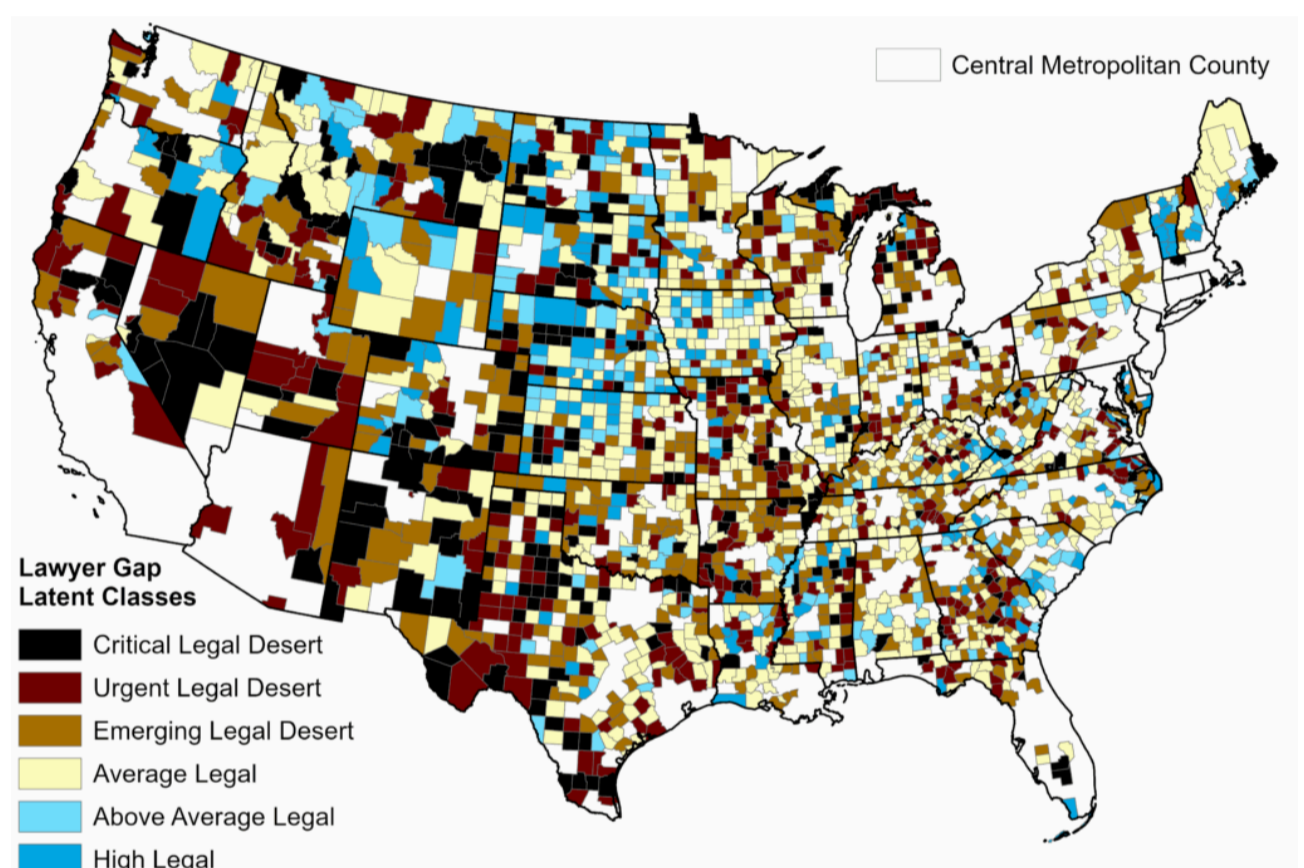 Central Metropolitan County
Lawyer Gap
Latent Classes
Critical Legal Desert
Urgent Legal Desert
Emerging Legal Desert
Average Legal
Above Average Legal
High Legal